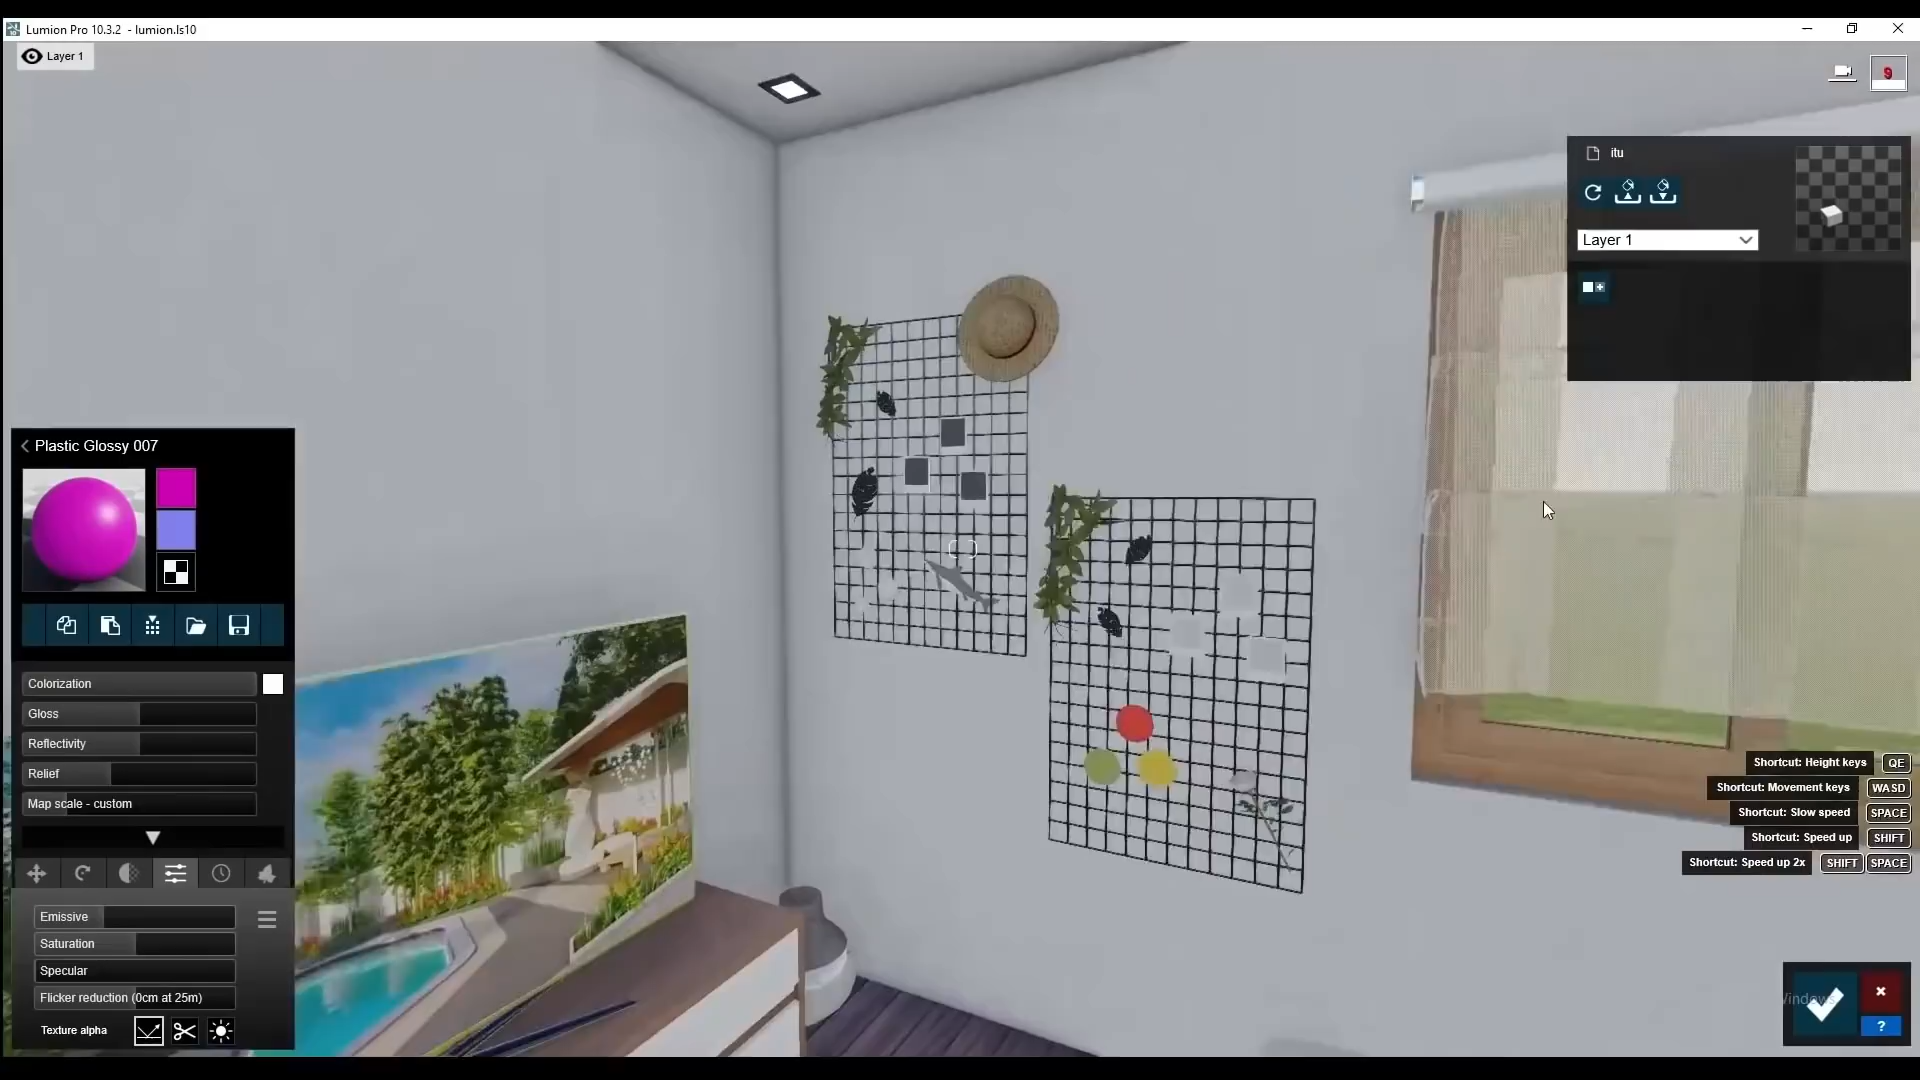 Lumion Pro 10.3.2 - lumion.ls10
Layer 1
9
itu
Layer 1
Plastic Glossy 007
Colorization
Gloss
Reflectivity
Relief
Map scale - custom
Emissive
Saturation
Specular
Flicker reduction (0cm at 25m)
Texture alpha
Shortcut: Height keys QE
Shortcut: Movement keys WASD
Shortcut: Slow speed SPACE
Shortcut: Speed up SHIFT
Shortcut: Speed up 2x SHIFT SPACE
?